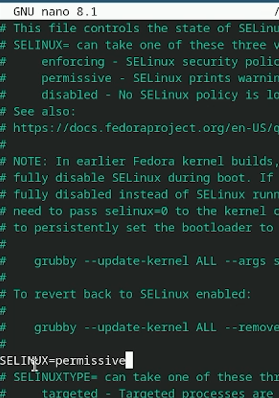 GNU nano 8.1
# This file controls the state of SELinu
# SELINUX= can take one of these three v
#     enforcing - SELinux security polic
#     permissive - SELinux prints warnin
#     disabled - No SELinux policy is lo
# See also:
# https://docs.fedoraproject.org/en-US/q
#
# NOTE: In earlier Fedora kernel builds,
# fully disable SELinux during boot. If
# fully disabled instead of SELinux runn
# need to pass selinux=0 to the kernel c
# to persistently set the bootloader to
#
#    grubby --update-kernel ALL --args s
#
# To revert back to SELinux enabled:
#
#    grubby --update-kernel ALL --remove
#
SELINUX=permissive
# SELINUXTYPE= can take one of these thr
#     targeted - Targeted processes are